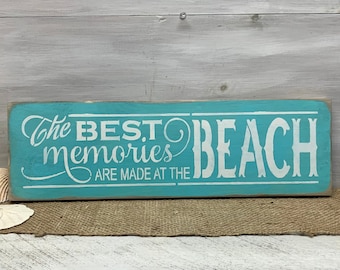 The BEST
memories
ARE MADE AT THE
BEACH